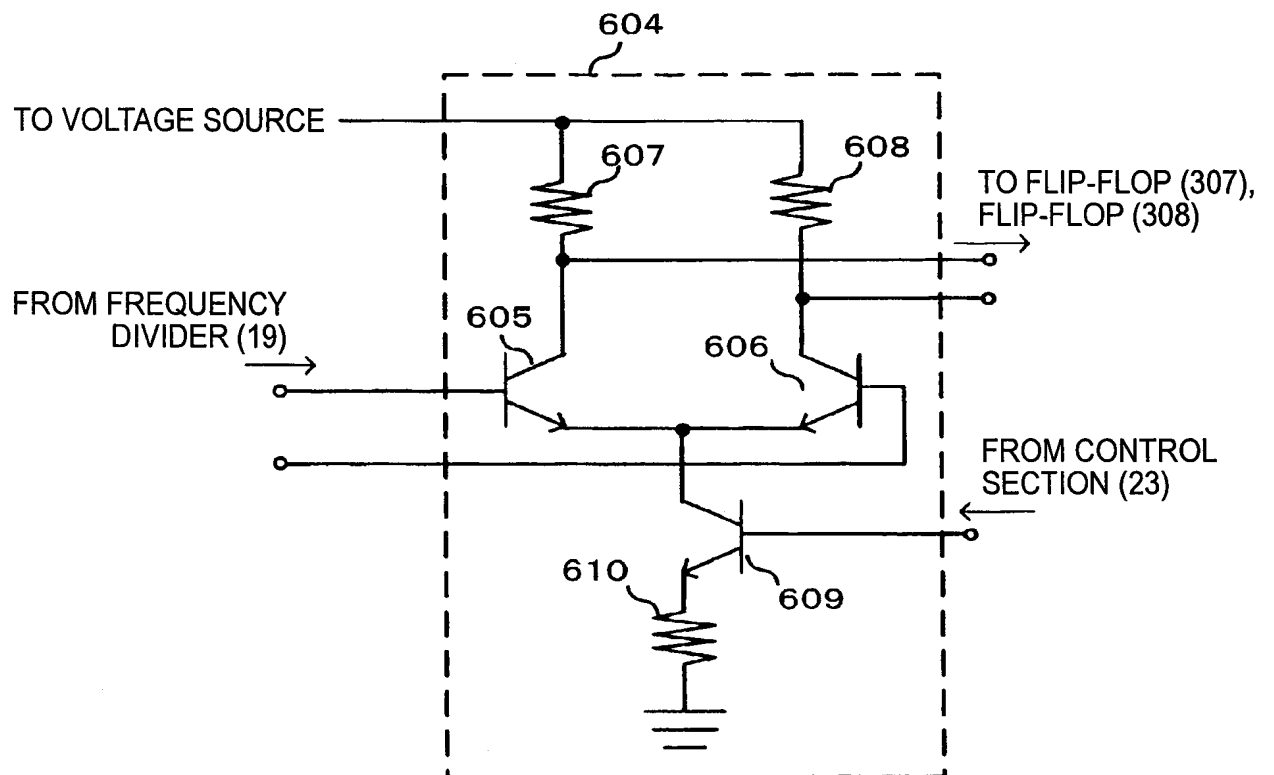 604
TO VOLTAGE SOURCE
607
608
TO FLIP-FLOP (307),
FLIP-FLOP (308)
FROM FREQUENCY
DIVIDER (19)
605
606
FROM CONTROL
SECTION (23)
610
609